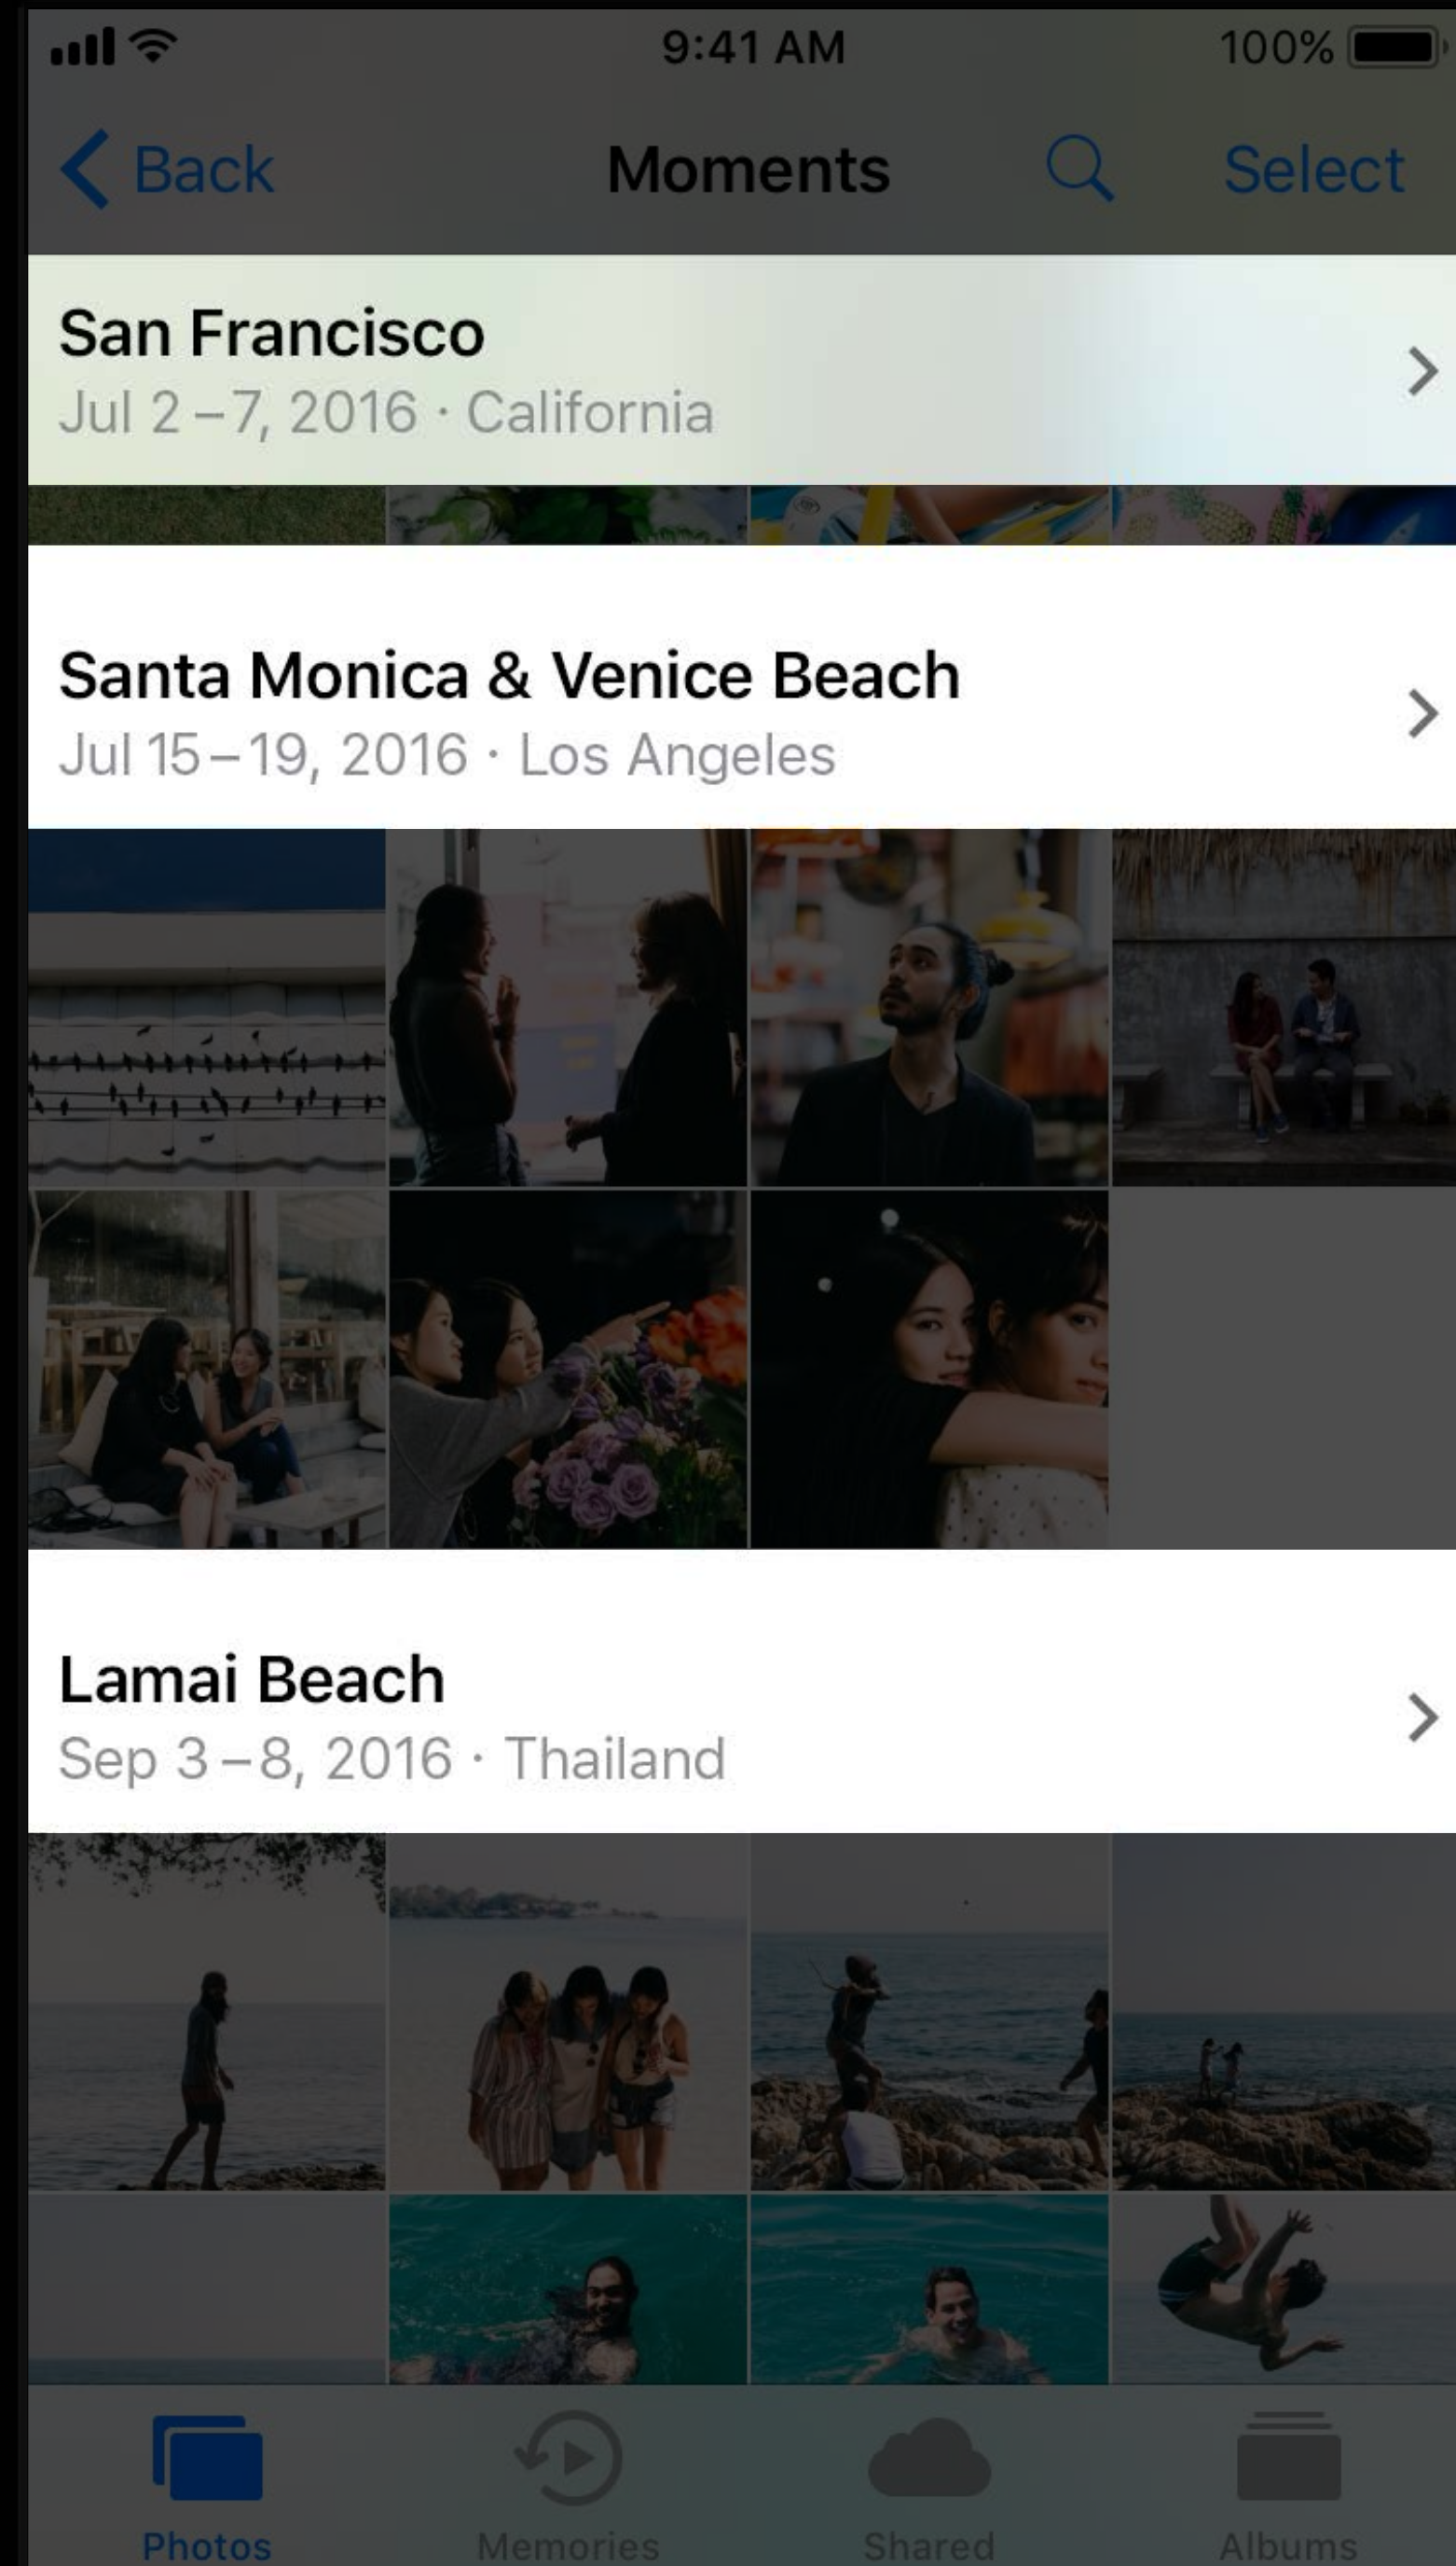 9:41 AM
100%
Back
Moments
Select
San Francisco
Jul 2–7, 2016 · California
Santa Monica & Venice Beach
Jul 15–19, 2016 · Los Angeles
Lamai Beach
Sep 3–8, 2016 · Thailand
Photos
Memories
Shared
Albums